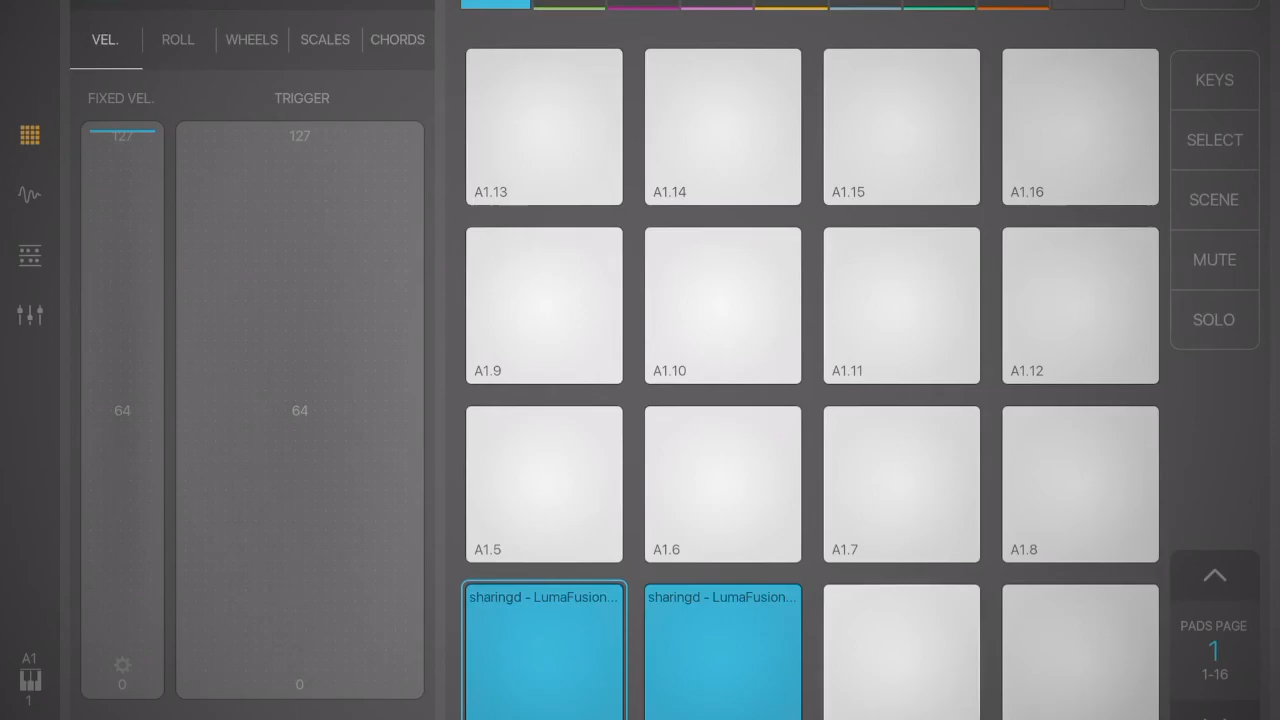 VEL. ROLL WHEELS SCALES CHORDS
FIXED VEL. TRIGGER
127 127
64 64
0 0
A1
1
A1.13 A1.14 A1.15 A1.16
A1.9 A1.10 A1.11 A1.12
A1.5 A1.6 A1.7 A1.8
sharingd - LumaFusion... sharingd - LumaFusion...
KEYS
SELECT
SCENE
MUTE
SOLO
PADS PAGE
1
1-16